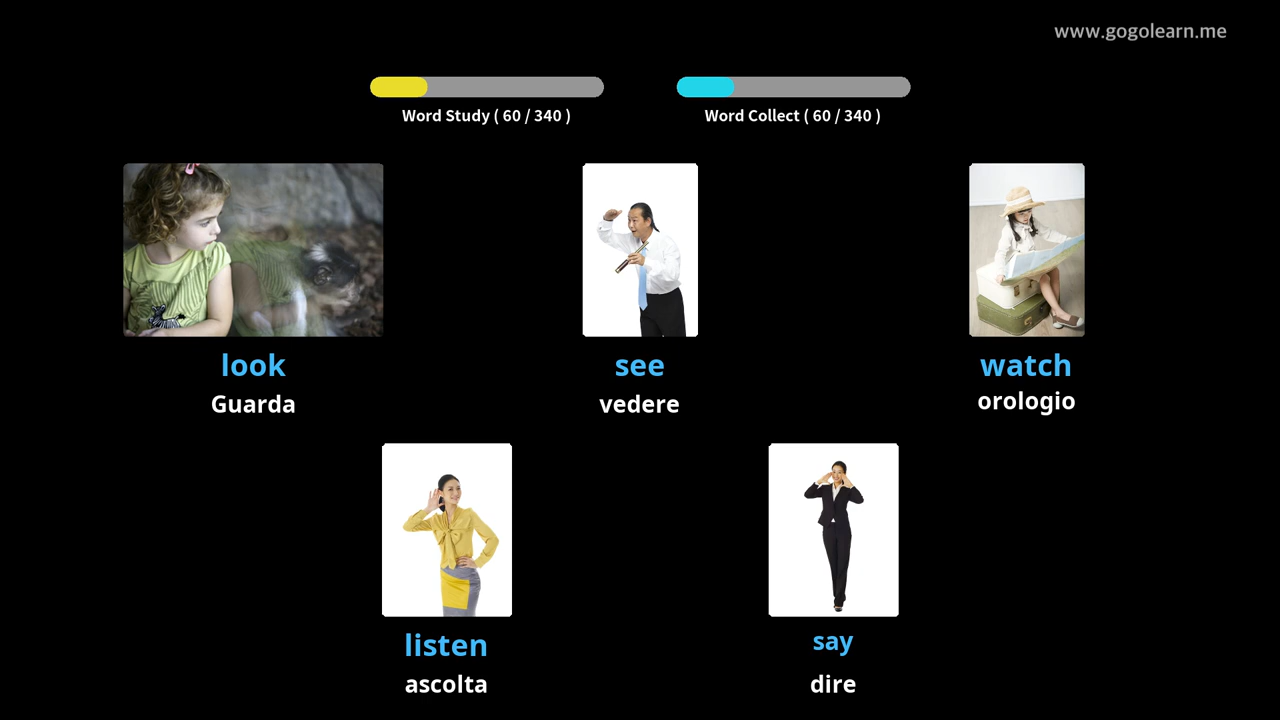 www.gogolearn.me
Word Study ( 60 / 340 )
Word Collect ( 60 / 340 )
look
Guarda
see
vedere
watch
orologio
listen
ascolta
say
dire